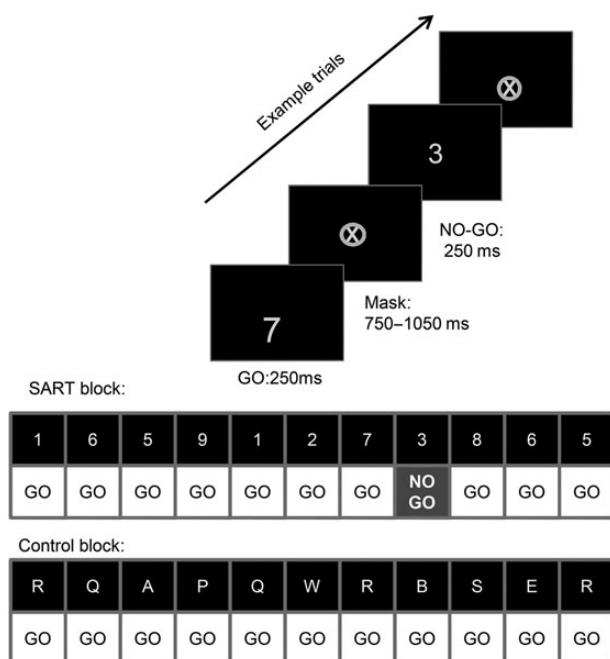 Example trials
3
NO-GO:
250 ms
Mask:
750–1050 ms
7
GO:250ms
SART block:
1 6 5 9 1 2 7 3 8 6 5
GO GO GO GO GO GO GO NO GO GO GO GO
Control block:
R Q A P Q W R B S E R
GO GO GO GO GO GO GO GO GO GO GO